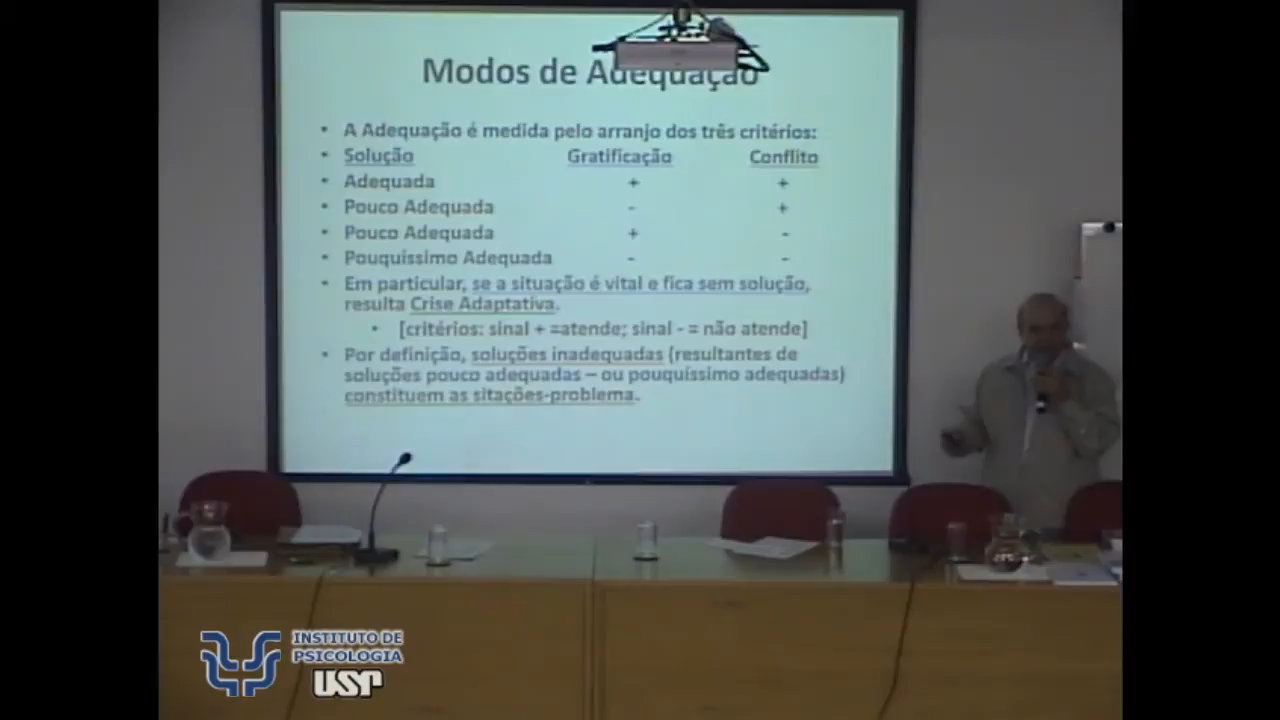 Modos de Adequação
• A Adequação é medida pelo arranjo dos três critérios:
• Solução Gratificação Conflito
• Adequada + +
• Pouco Adequada - +
• Pouco Adequada + -
• Pouquíssimo Adequada - -
• Em particular, se a situação é vital e fica sem solução,
resulta Crise Adaptativa.
• [critérios: sinal + =atende; sinal - = não atende]
• Por definição, soluções inadequadas (resultantes de
soluções pouco adequadas – ou pouquíssimo adequadas)
constituem as sitações-problema.
INSTITUTO DE
PSICOLOGIA
USP